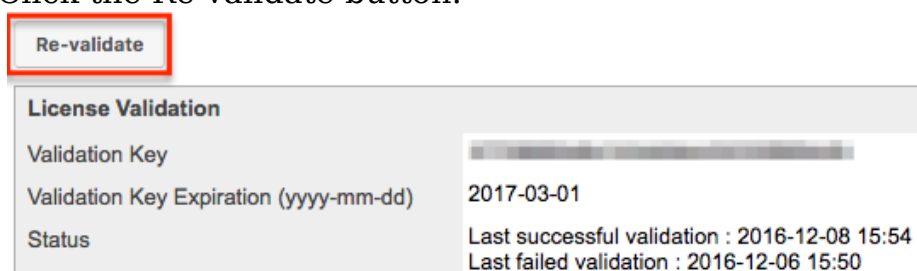 Click the Re-validate button.
Re-validate
License Validation
Validation Key
Validation Key Expiration (yyyy-mm-dd) 2017-03-01
Status Last successful validation : 2016-12-08 15:54
Last failed validation : 2016-12-06 15:50